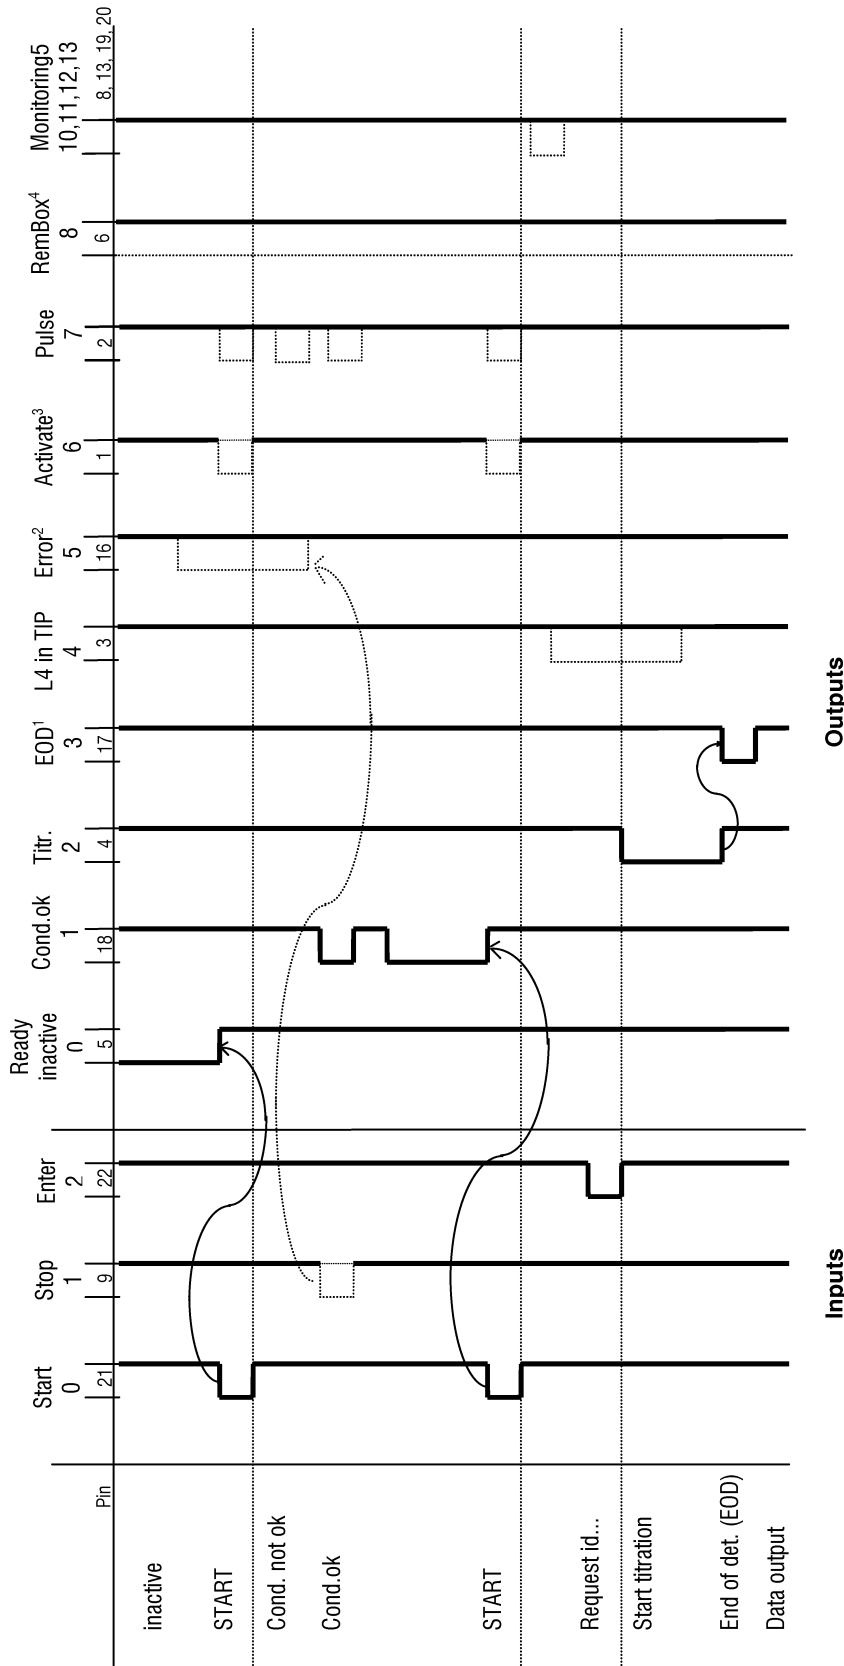 Pin
inactive
START
Cond. not ok
Cond.ok
START
Request id...
Start titration
End of det. (EOD)
Data output
Start
0
21
Stop
1
9
Enter
2
22
Ready
inactive
0
5
Cond.ok
1
18
Titr.
2
4
EOD1
3
17
L4 in TIP
4
3
Error2
5
16
Activate3
6
1
Pulse
7
2
RemBox4
8
6
Monitoring5
10,11,12,13
8, 13, 19, 20
Inputs
Outputs